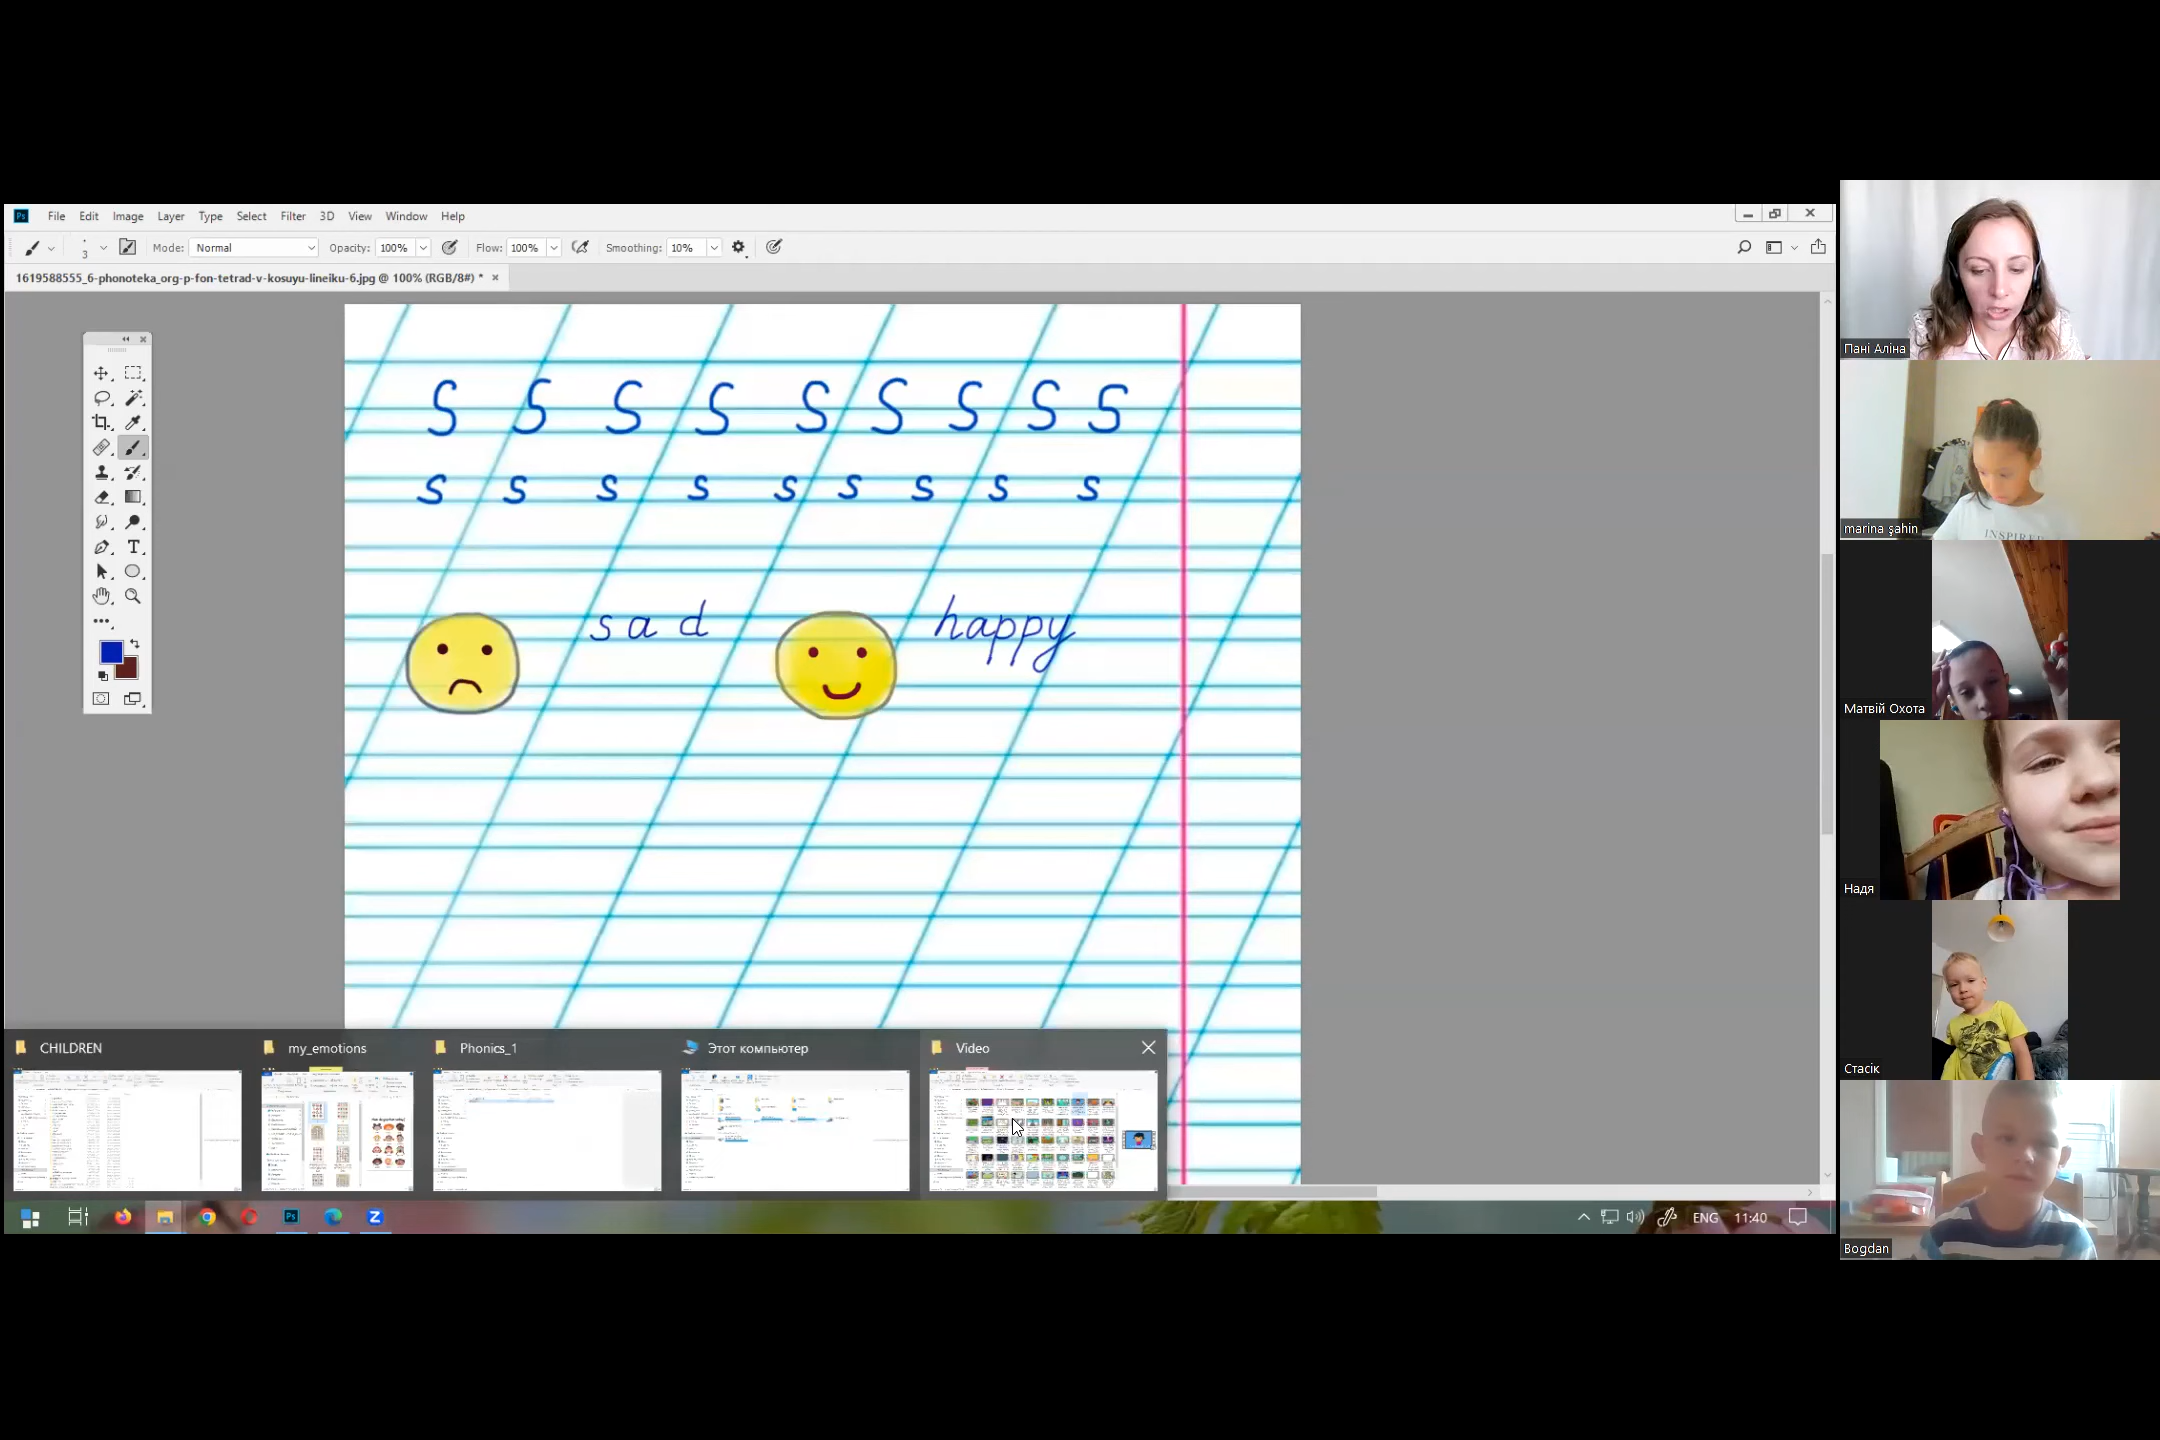 File Edit Image Layer Type Select Filter 3D View Window Help
3 Mode: Normal Opacity: 100% Flow: 100% Smoothing: 10%
1619588555_6-phonoteka_org-p-fon-tetrad-v-kosuyu-lineiku-6.jpg @ 100% (RGB/8#) *
S S S S S S S S S
s s s s s s s s s
sad happy
CHILDREN my_emotions Phonics_1 Этот компьютер Video
ENG 11:40
Пані Аліна
marina şahin
INSPIRED
Матвій Охота
Надя
Стасік
Bogdan